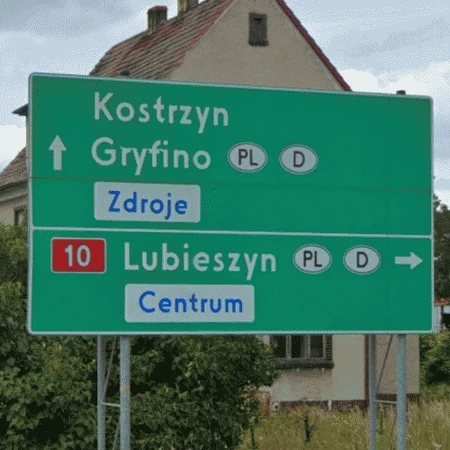 Kostrzyn
Gryfino PL D
Zdroje
10 Lubieszyn PL D
Centrum